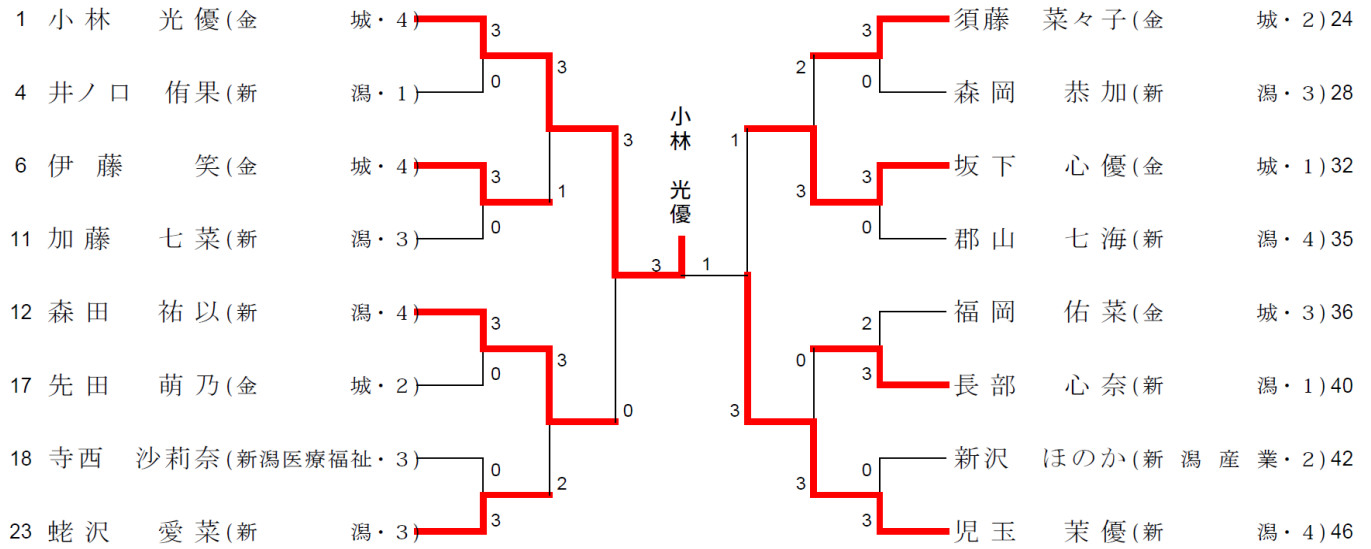 1 小林 光優(金 城・4)
4 井ノロ 侑果(新 潟・1)
6 伊藤 笑(金 城・4)
11 加藤 七菜(新 潟・3)
12 森田 祐以(新 潟・4)
17 先田 萌乃(金 城・2)
18 寺西 沙莉奈(新潟医療福祉・3)
23 蛯沢 愛菜(新 潟・3)
3
0
3
0
3
0
0
3
3
1
3
2
3
0
3
小林 光優
1
1
3
2
3
0
3
3
0
3
0
2
3
0
3
須藤 菜々子(金 城・2)24
森岡 恭加(新 潟・3)28
坂下 心優(金 城・1)32
郡山 七海(新 潟・4)35
福岡 佑菜(金 城・3)36
長部 心奈(新 潟・1)40
新沢 ほのか(新潟産業・2)42
児玉 茉優(新 潟・4)46